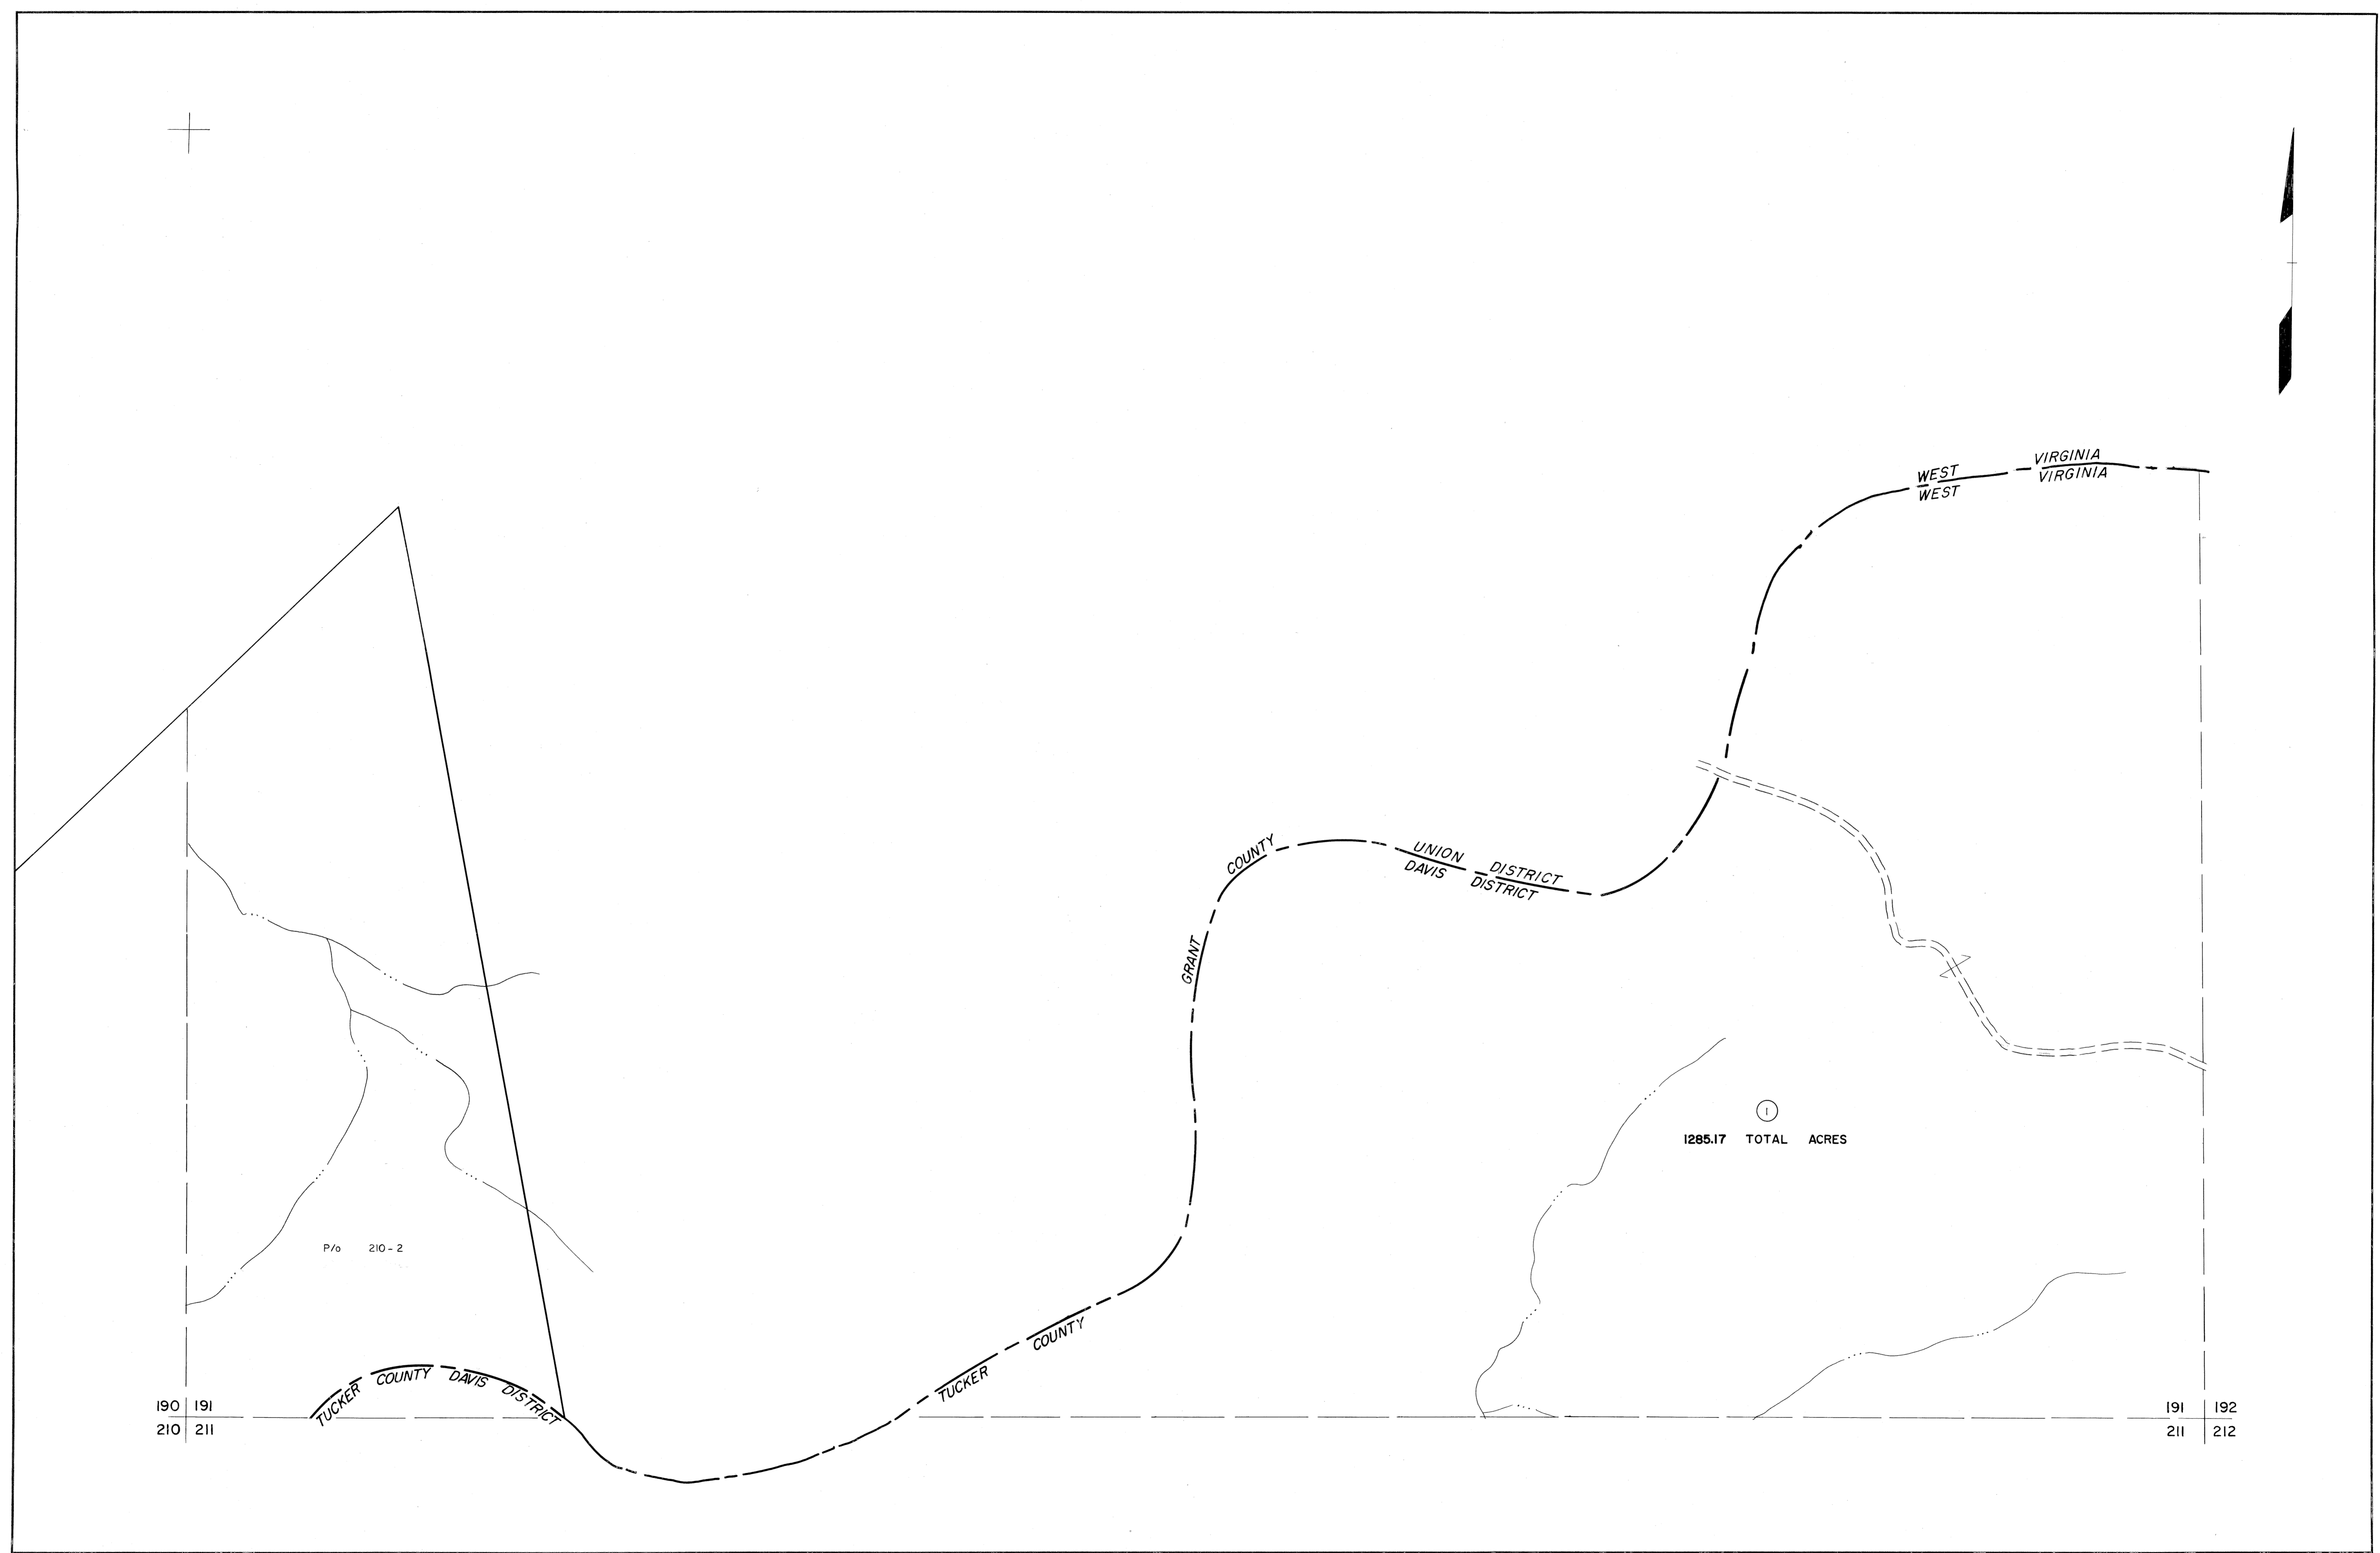 WEST VIRGINIA
WEST VIRGINIA
COUNTY
UNION DISTRICT
DAVIS DISTRICT
GRANT
1
1285.17 TOTAL ACRES
P/o 210-2
TUCKER COUNTY
TUCKER COUNTY DAVIS DISTRICT
190 191
210 211
191 192
211 212